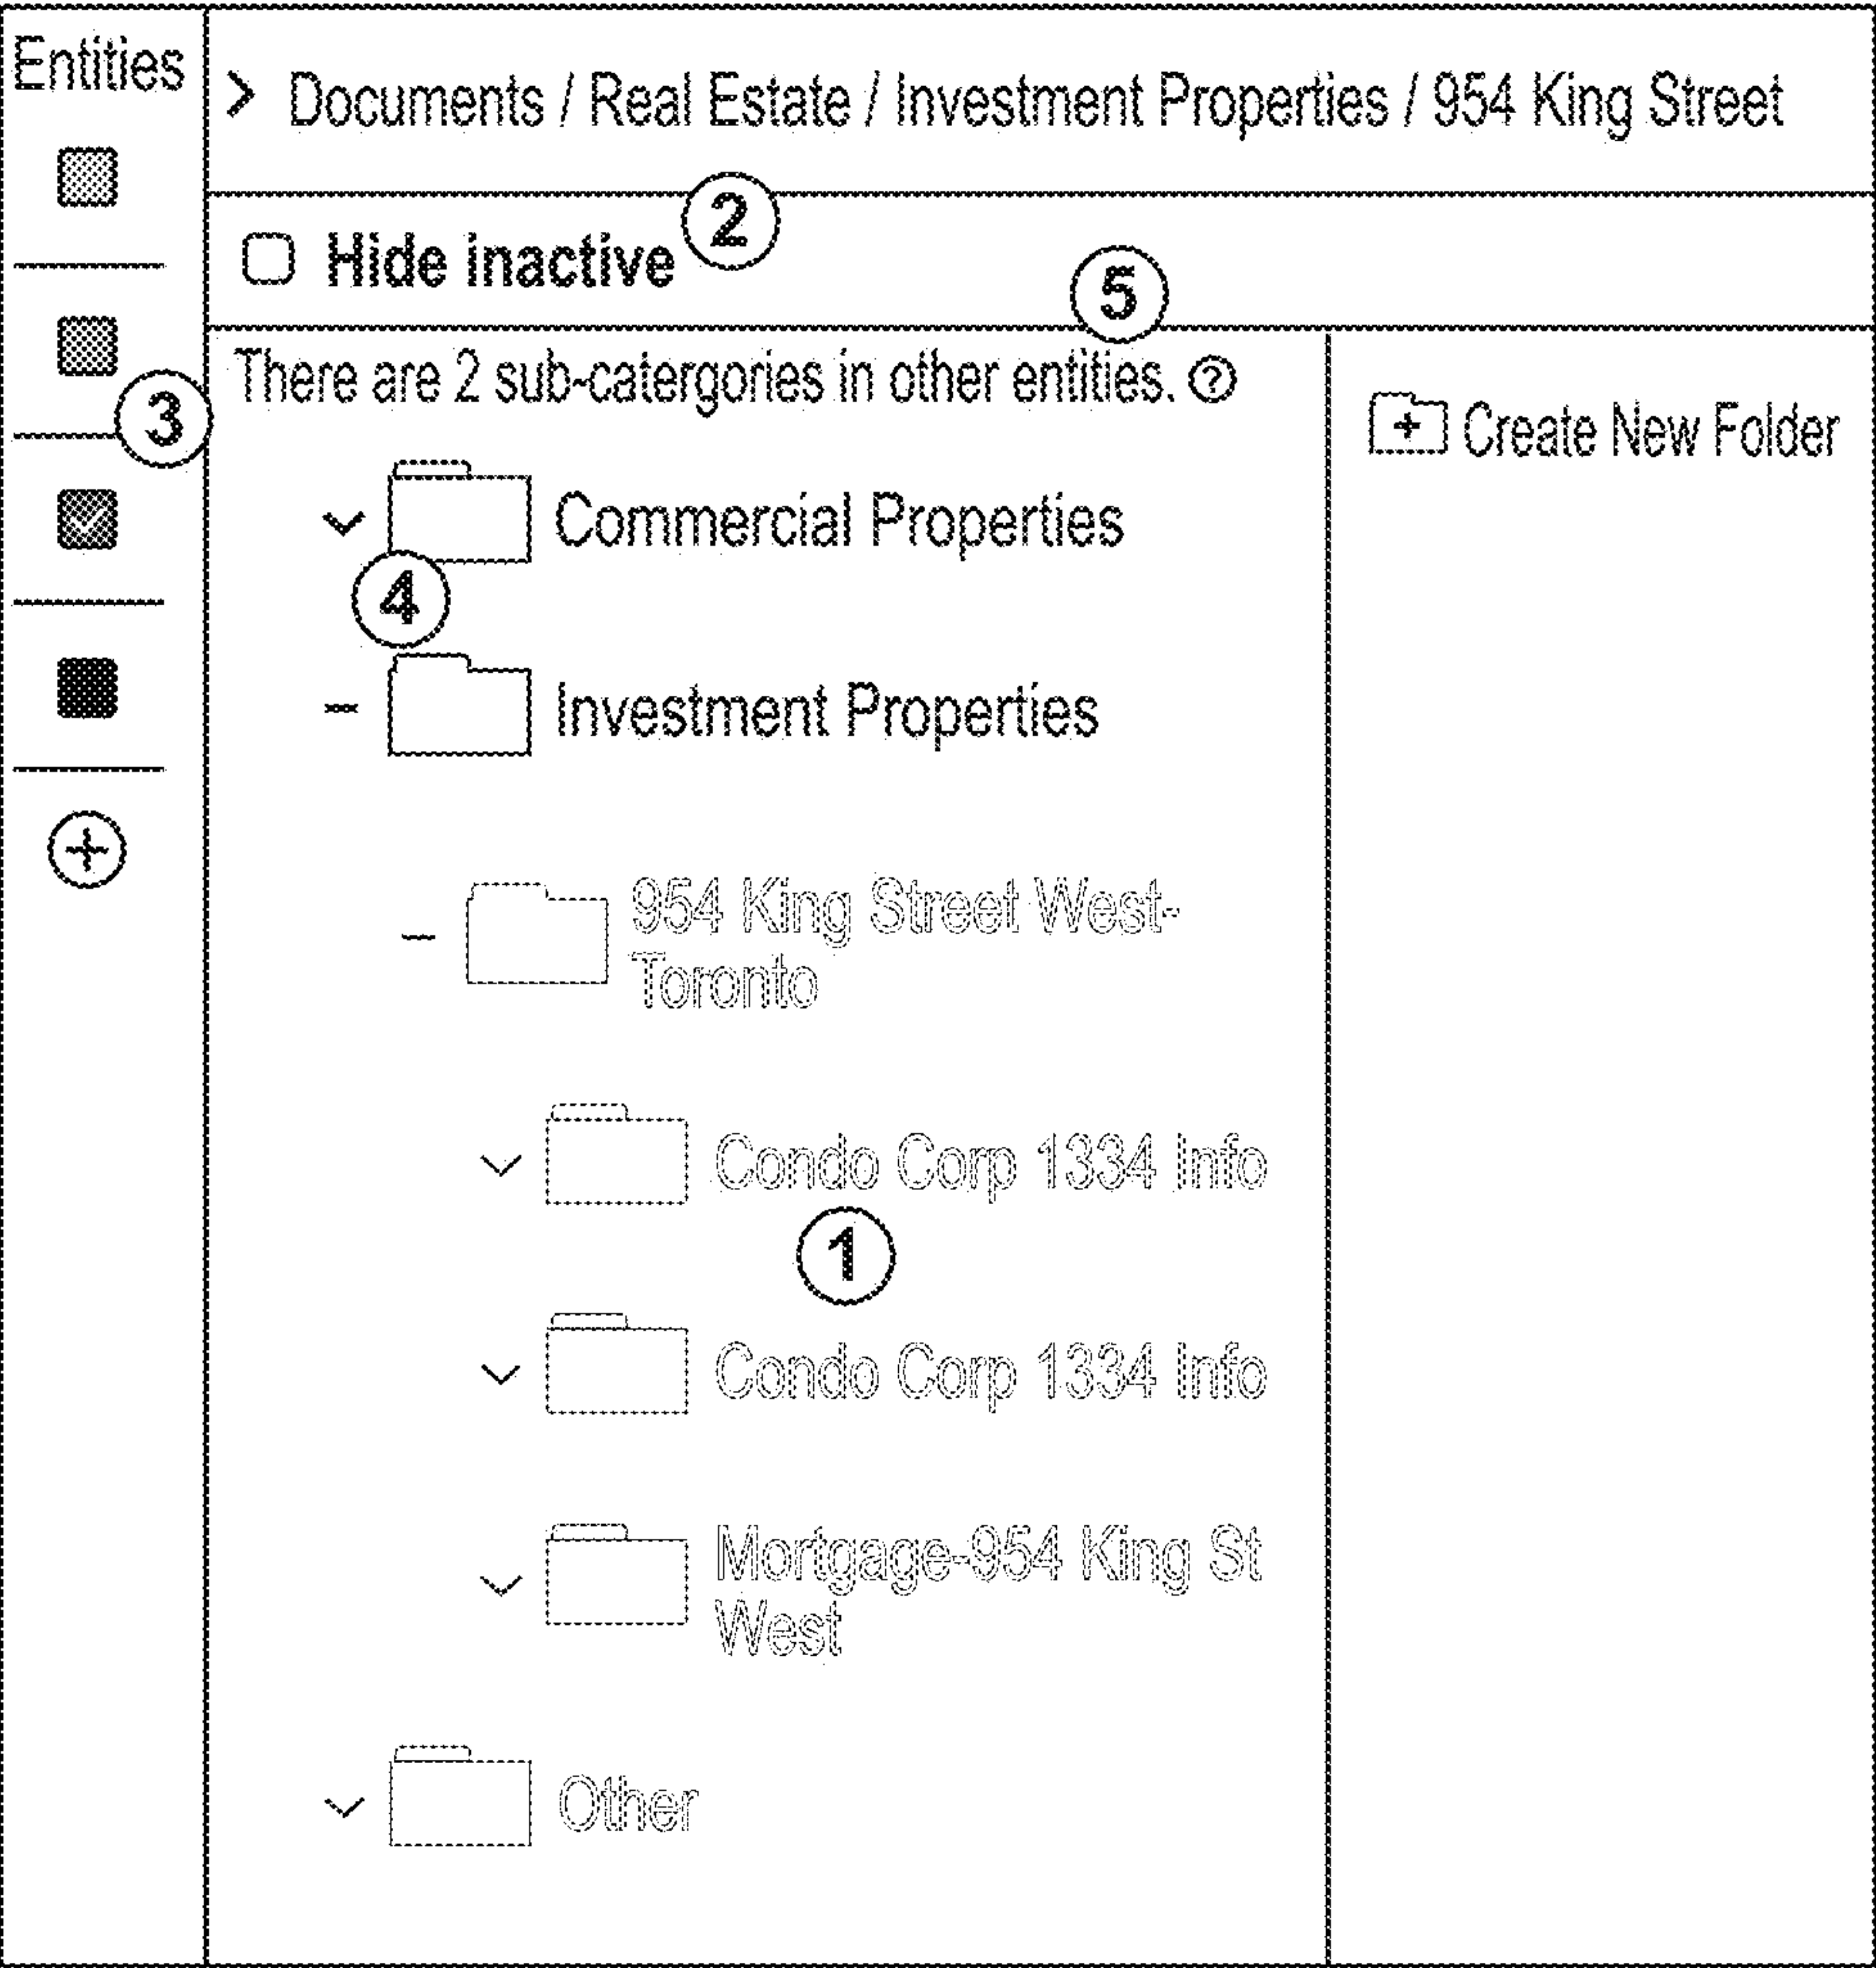 Entities
> Documents / Real Estate / Investment Properties / 954 King Street
2
Hide inactive
5
There are 2 sub-catergories in other entities. ?
3
Create New Folder
Commercial Properties
4
Investment Properties
954 King Street West-
Toronto
Condo Corp 1334 Info
1
Condo Corp 1334 Info
Mortgage-954 King St
West
Other